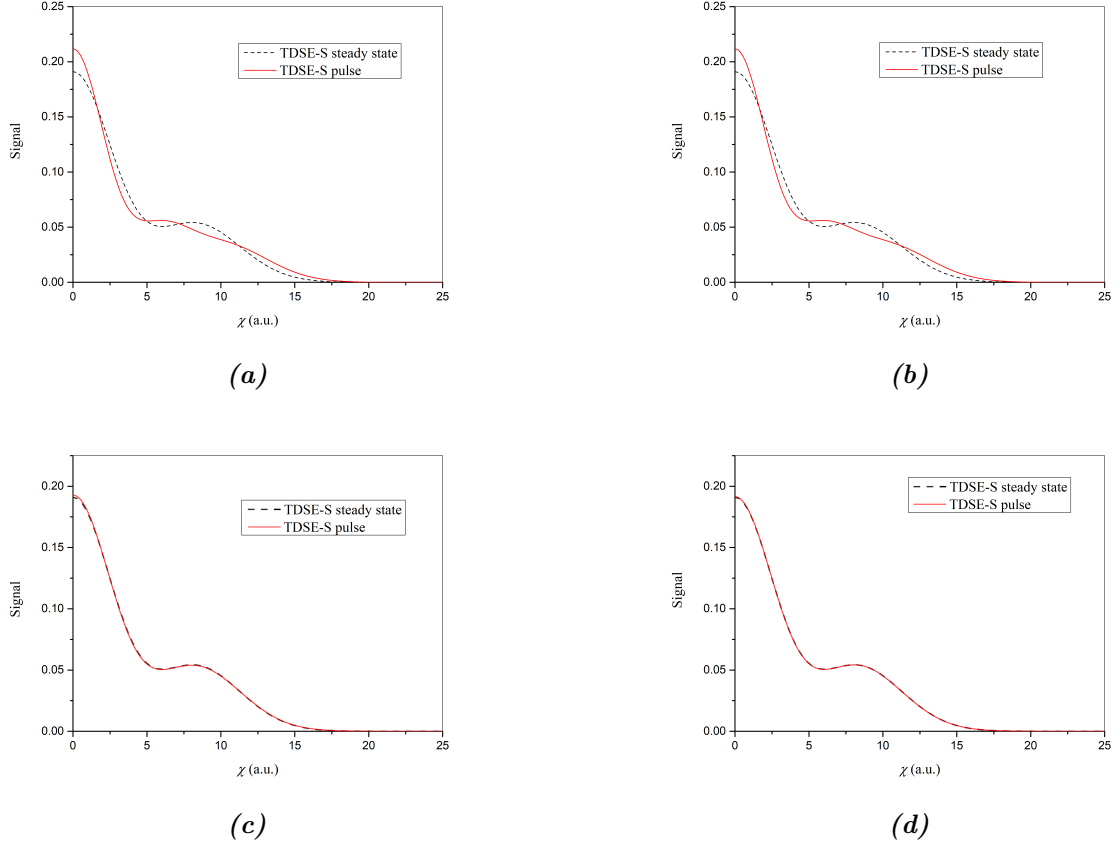 0.25
0.20
0.15
0.10
0.05
0.00
Signal
TDSE-S steady state
TDSE-S pulse
0 5 10 15 20 25
χ (a.u.)
(a)
0.25
0.20
0.15
0.10
0.05
0.00
Signal
TDSE-S steady state
TDSE-S pulse
0 5 10 15 20 25
χ (a.u.)
(b)
0.20
0.15
0.10
0.05
0.00
Signal
TDSE-S steady state
TDSE-S pulse
0 5 10 15 20 25
χ (a.u.)
(c)
0.20
0.15
0.10
0.05
0.00
Signal
TDSE-S steady state
TDSE-S pulse
0 5 10 15 20 25
χ (a.u.)
(d)